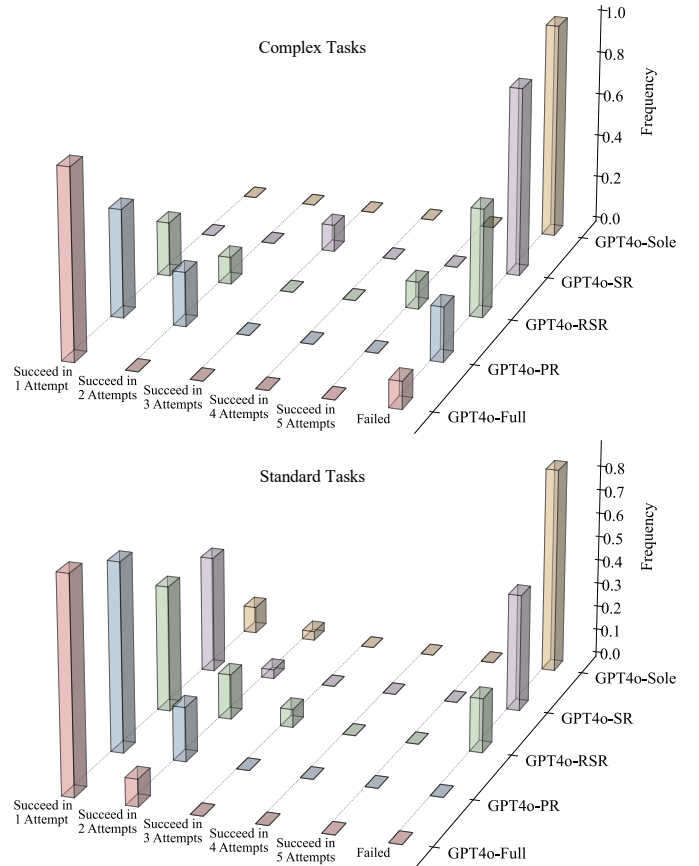 Complex Tasks
1.0
0.8
0.6
0.4
0.2
0.0
Frequency
GPT4o-Sole
GPT4o-SR
GPT4o-RSR
GPT4o-PR
GPT4o-Full
Succeed in
1 Attempt
Succeed in
2 Attempts
Succeed in
3 Attempts
Succeed in
4 Attempts
Succeed in
5 Attempts
Failed
Standard Tasks
0.8
0.7
0.6
0.5
0.4
0.3
0.2
0.1
0.0
Frequency
GPT4o-Sole
GPT4o-SR
GPT4o-RSR
GPT4o-PR
GPT4o-Full
Succeed in
1 Attempt
Succeed in
2 Attempts
Succeed in
3 Attempts
Succeed in
4 Attempts
Succeed in
5 Attempts
Failed